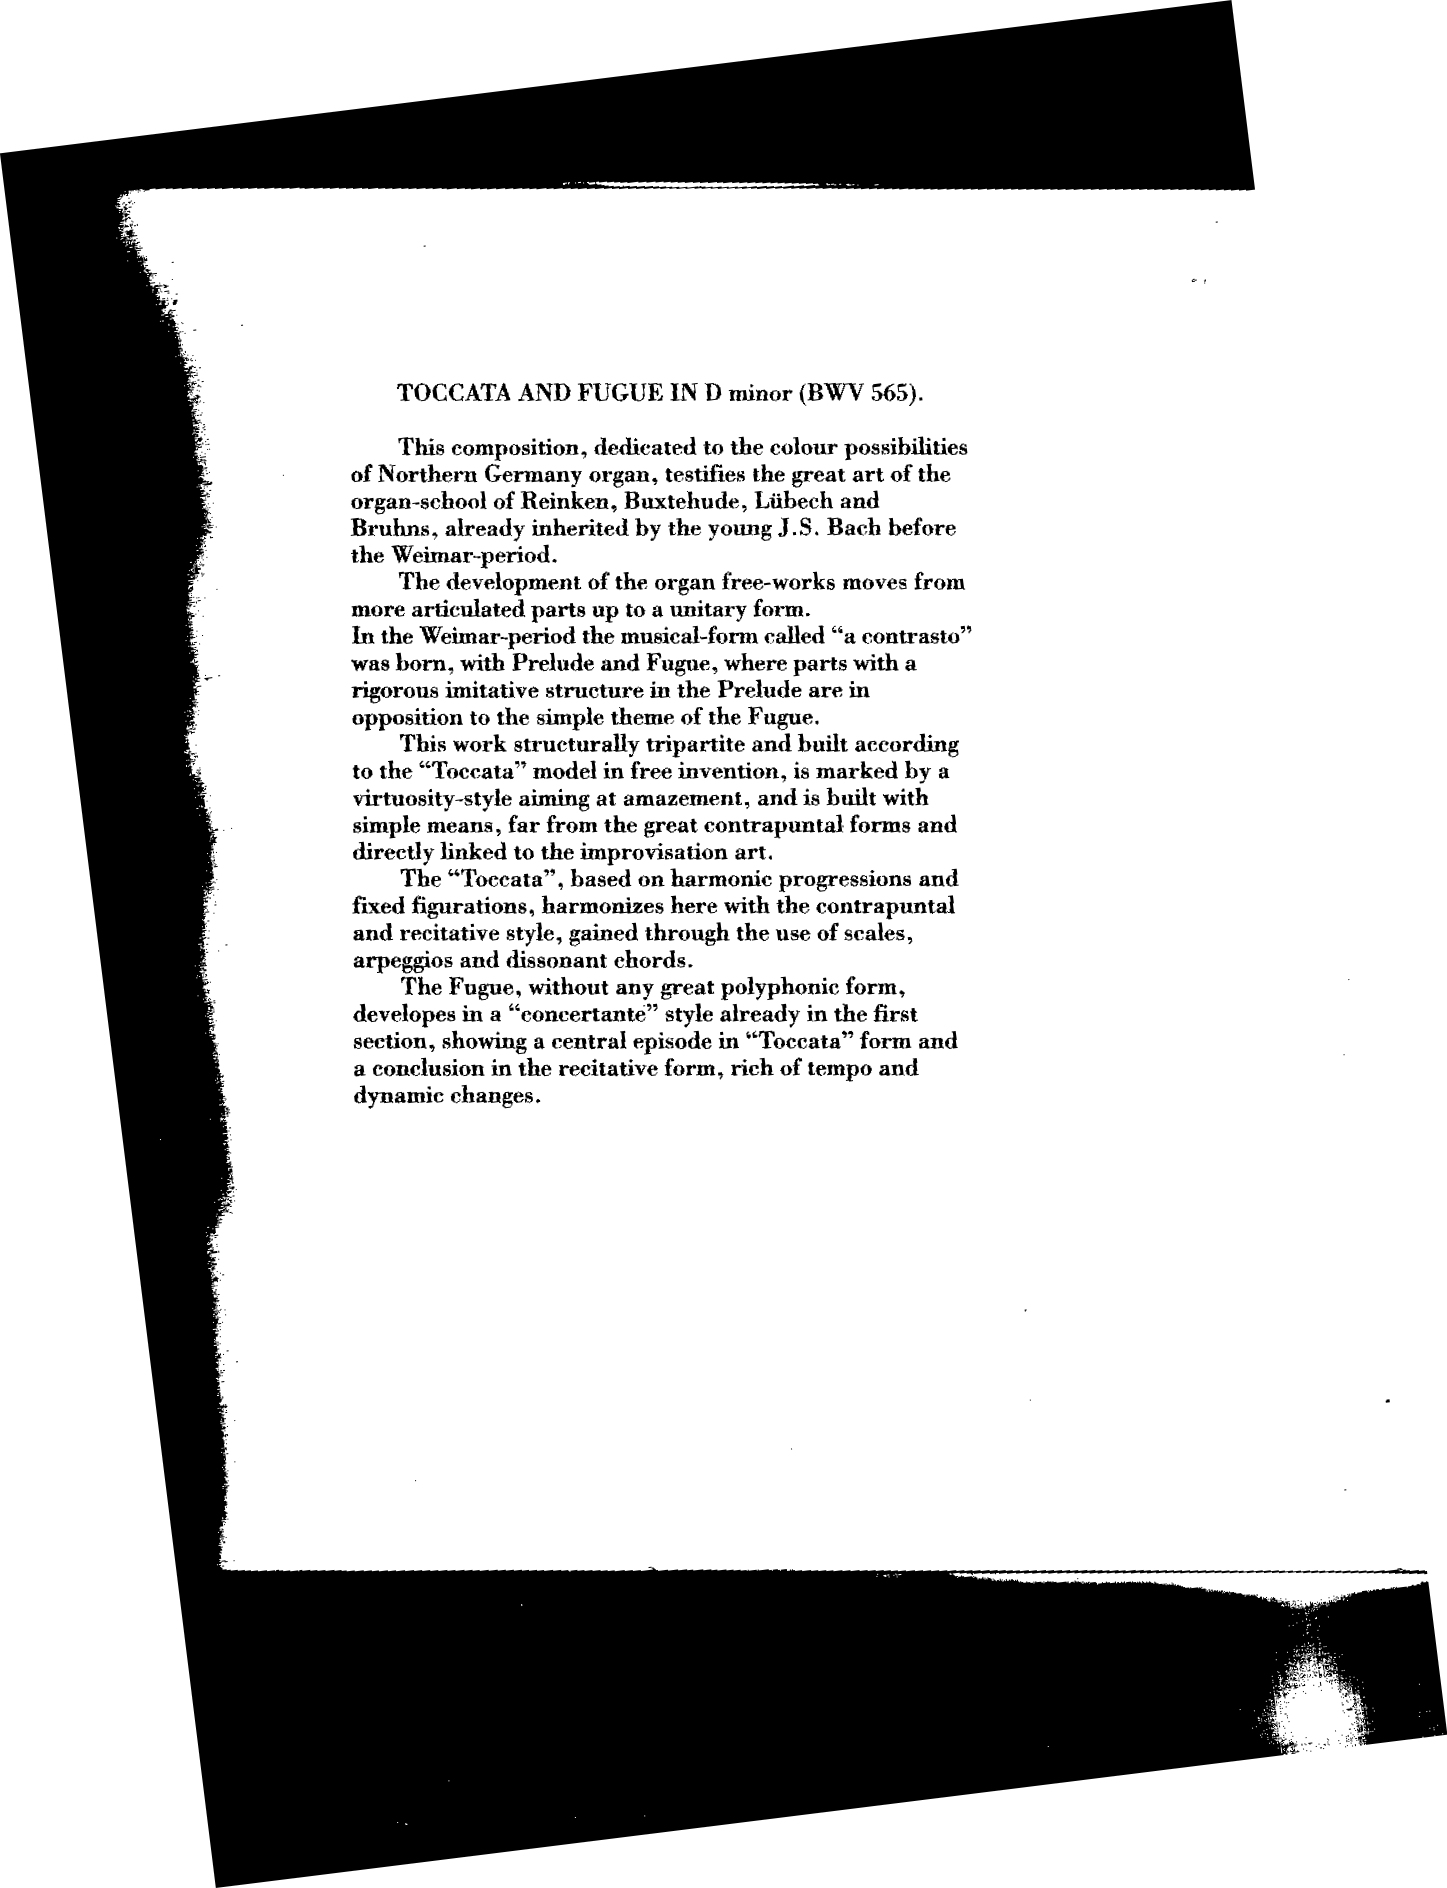 TOCCATA AND FUGUE IN D minor (BWV 565).
This composition, dedicated to the colour possibilities
of Northern Germany organ, testifies the great art of the
organ-school of Reinken, Buxtehude, Lübech and
Bruhns, already inherited by the young J.S. Bach before
the Weimar-period.
The development of the organ free-works moves from
more articulated parts up to a unitary form.
In the Weimar-period the musical-form called “a contrasto”
was born, with Prelude and Fugue, where parts with a
rigorous imitative structure in the Prelude are in
opposition to the simple theme of the Fugue.
This work structurally tripartite and built according
to the “Toccata” model in free invention, is marked by a
virtuosity-style aiming at amazement, and is built with
simple means, far from the great contrapuntal forms and
directly linked to the improvisation art.
The “Toccata”, based on harmonic progressions and
fixed figurations, harmonizes here with the contrapuntal
and recitative style, gained through the use of scales,
arpeggios and dissonant chords.
The Fugue, without any great polyphonic form,
developes in a “concertante” style already in the first
section, showing a central episode in “Toccata” form and
a conclusion in the recitative form, rich of tempo and
dynamic changes.